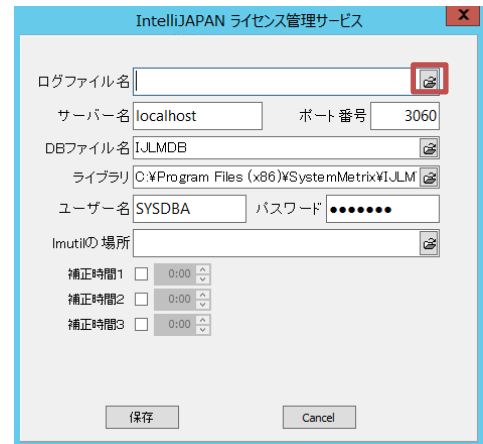 IntelliJAPAN ライセンス管理サービス X
ログファイル名
サーバー名 localhost ポート番号 3060
DBファイル名 IJLMDB
ライブラリ C:¥Program Files (x86)¥SystemMetrix¥IJLM
ユーザー名 SYSDBA パスワード ●●●●●●●
lmutilの場所
補正時間1 0:00
補正時間2 0:00
補正時間3 0:00
保存 Cancel